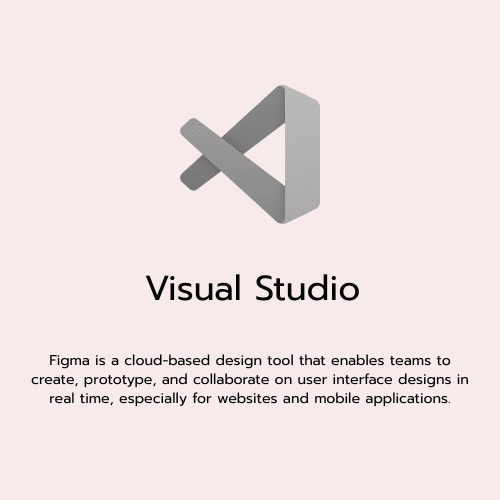 Visual Studio
Figma is a cloud-based design tool that enables teams to
create, prototype, and collaborate on user interface designs in
real time, especially for websites and mobile applications.